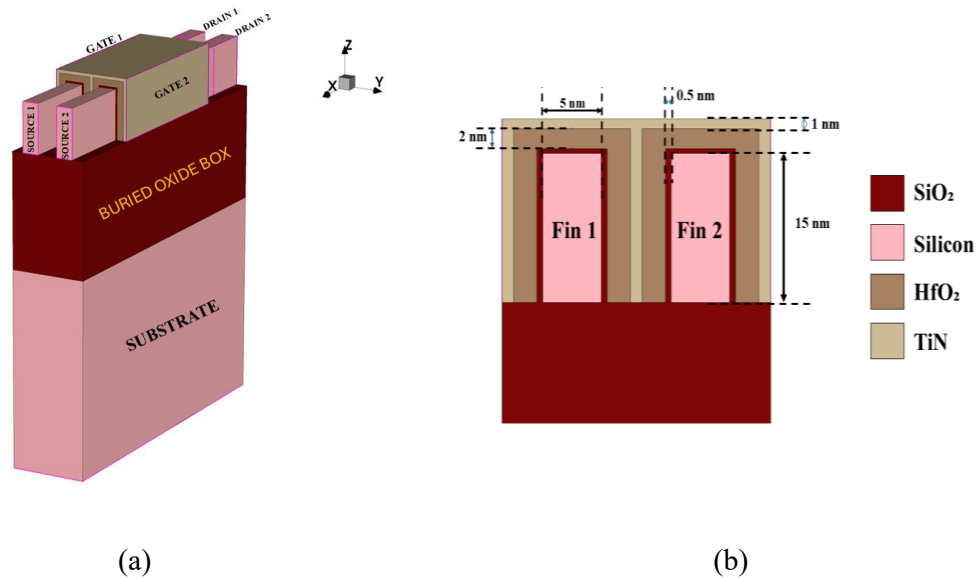 DRAIN 1
DRAIN 2
GATE 1
GATE 2
SOURCE 1
SOURCE 2
BURIED OXIDE BOX
SUBSTRATE
Z
X
Y
5 nm
0.5 nm
2 nm
1 nm
15 nm
Fin 1
Fin 2
SiO₂
Silicon
HfO₂
TiN
(a)
(b)